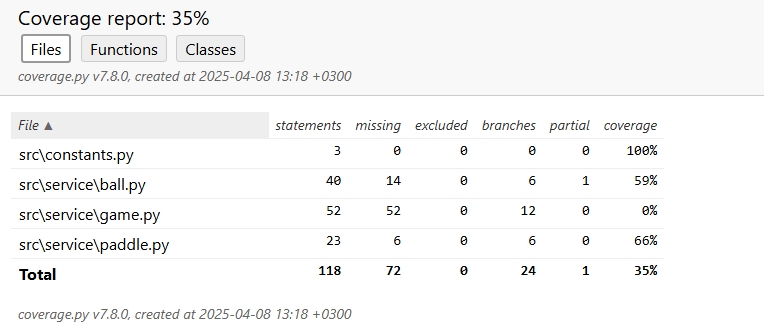 Coverage report: 35%
Files Functions Classes
coverage.py v7.8.0, created at 2025-04-08 13:18 +0300
File ▲ statements missing excluded branches partial coverage
src\constants.py 3 0 0 0 0 100%
src\service\ball.py 40 14 0 6 1 59%
src\service\game.py 52 52 0 12 0 0%
src\service\paddle.py 23 6 0 6 0 66%
Total 118 72 0 24 1 35%
coverage.py v7.8.0, created at 2025-04-08 13:18 +0300